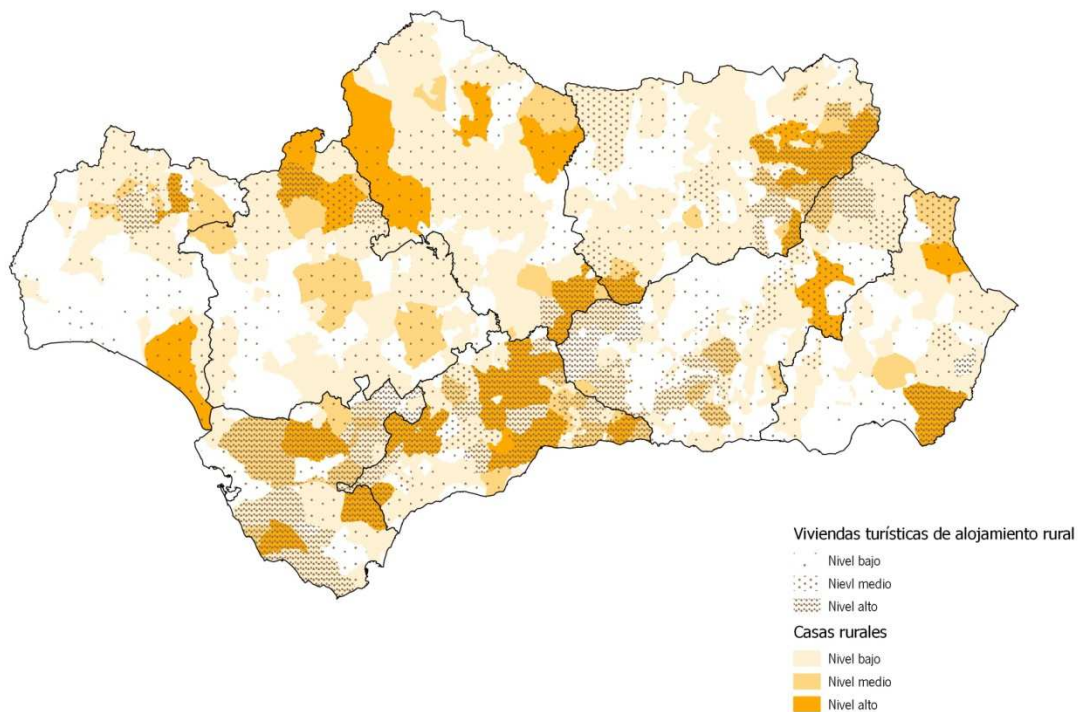 Viviendas turísticas de alojamiento rural
Nivel bajo
Nievl medio
Nivel alto
Casas rurales
Nivel bajo
Nivel medio
Nivel alto